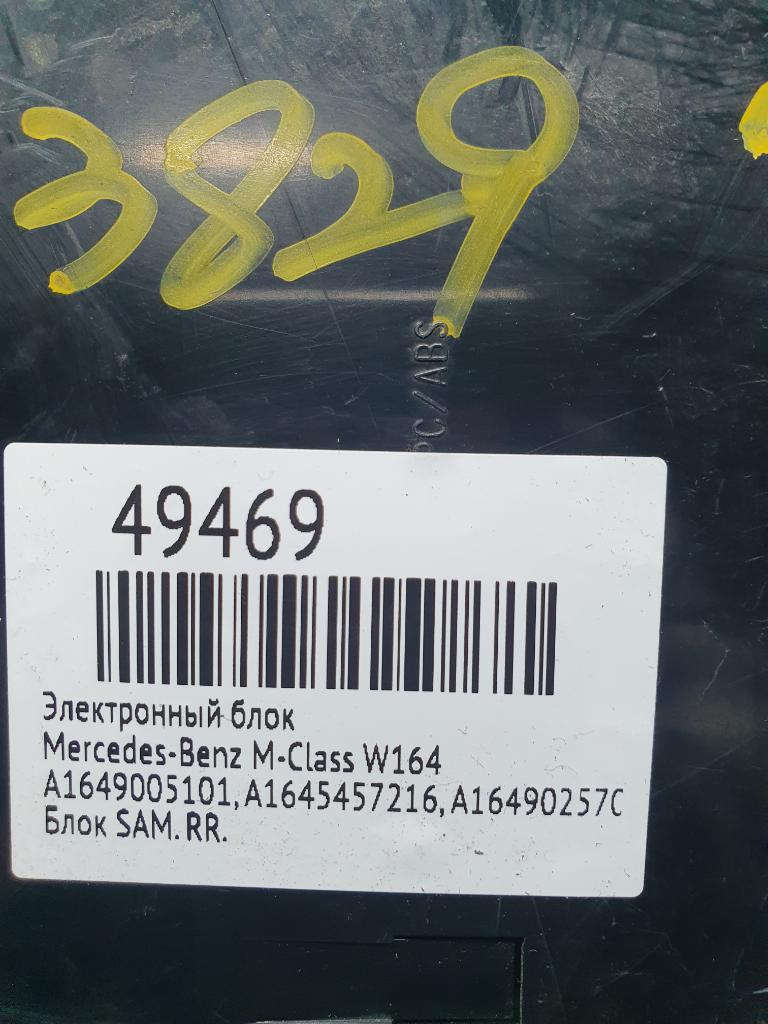 3829
PC/ABS
49469
Электронный блок
Mercedes-Benz M-Class W164
A1649005101, A1645457216, A16490257C
Блок SAM. RR.